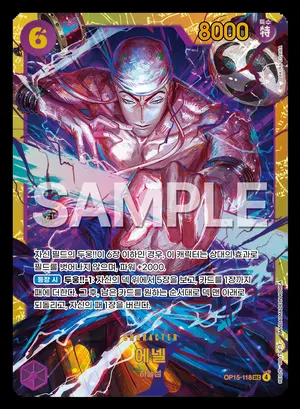 6
8000
특수
特
SAMPLE
자신 필드의 두웅!!이 6장 이하인 경우, 이 캐릭터는 상대의 효과로
필드를 벗어나지 않으며, 파워 +2000.
등장 시 두웅!!-1: 자신의 덱 위에서 5장을 보고, 카드를 1장까지
패에 더한다. 그 후, 남은 카드를 원하는 순서대로 덱 맨 아래로
되돌리고, 자신의 패 1장을 버린다.
CHARACTER
에넬
하늘섬
OP15-118 SEC 4